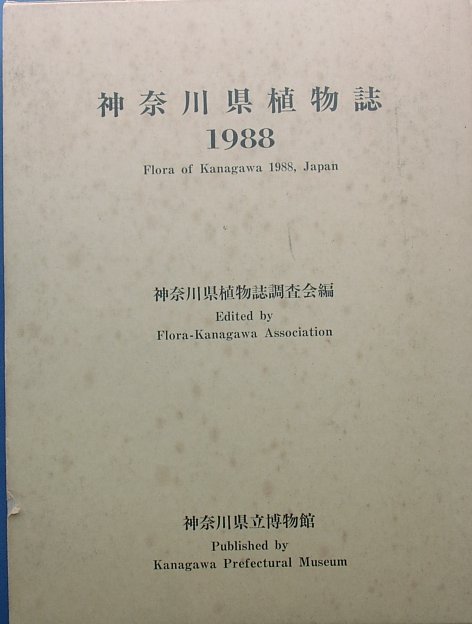 神奈川県植物誌
1988
Flora of Kanagawa 1988, Japan
神奈川県植物誌調査会編
Edited by
Flora-Kanagawa Association
神奈川県立博物館
Published by
Kanagawa Prefectural Museum